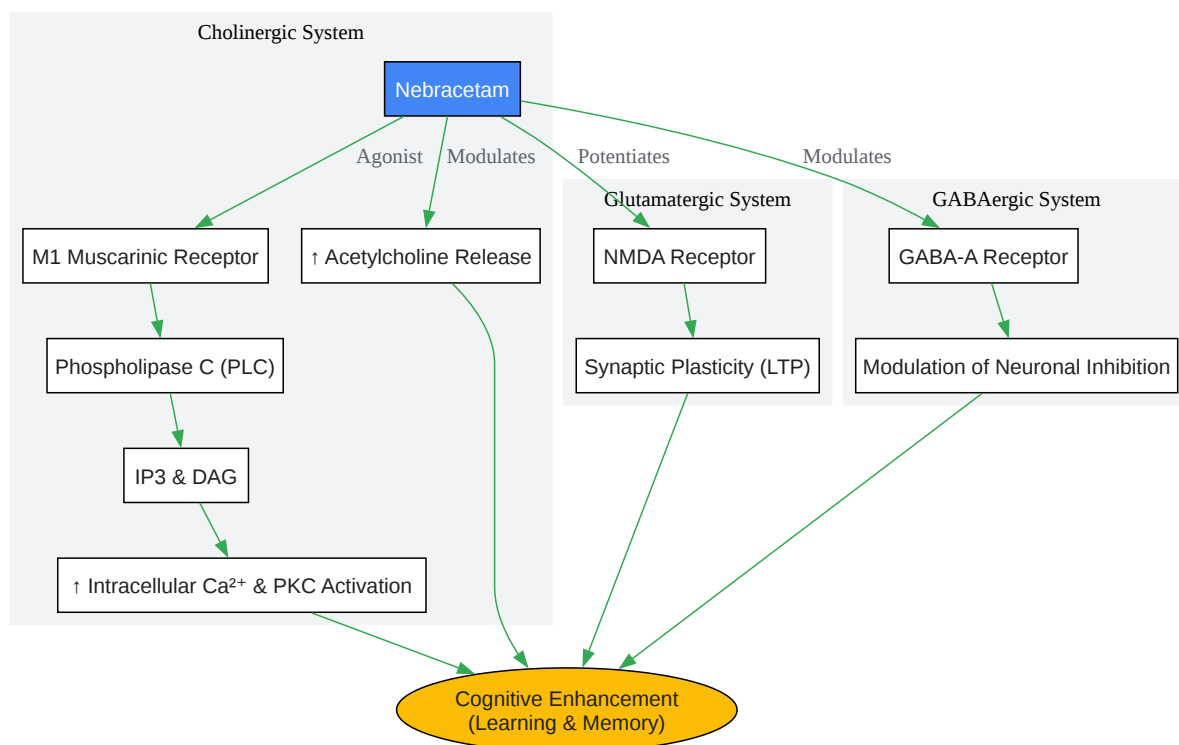 Cholinergic System
Nebracetam
Agonist
Modulates
Potentiates
Modulates
Glutamatergic System
GABAergic System
M1 Muscarinic Receptor
↑ Acetylcholine Release
NMDA Receptor
GABA-A Receptor
Phospholipase C (PLC)
Synaptic Plasticity (LTP)
Modulation of Neuronal Inhibition
IP3 & DAG
↑ Intracellular Ca²⁺ & PKC Activation
Cognitive Enhancement
(Learning & Memory)